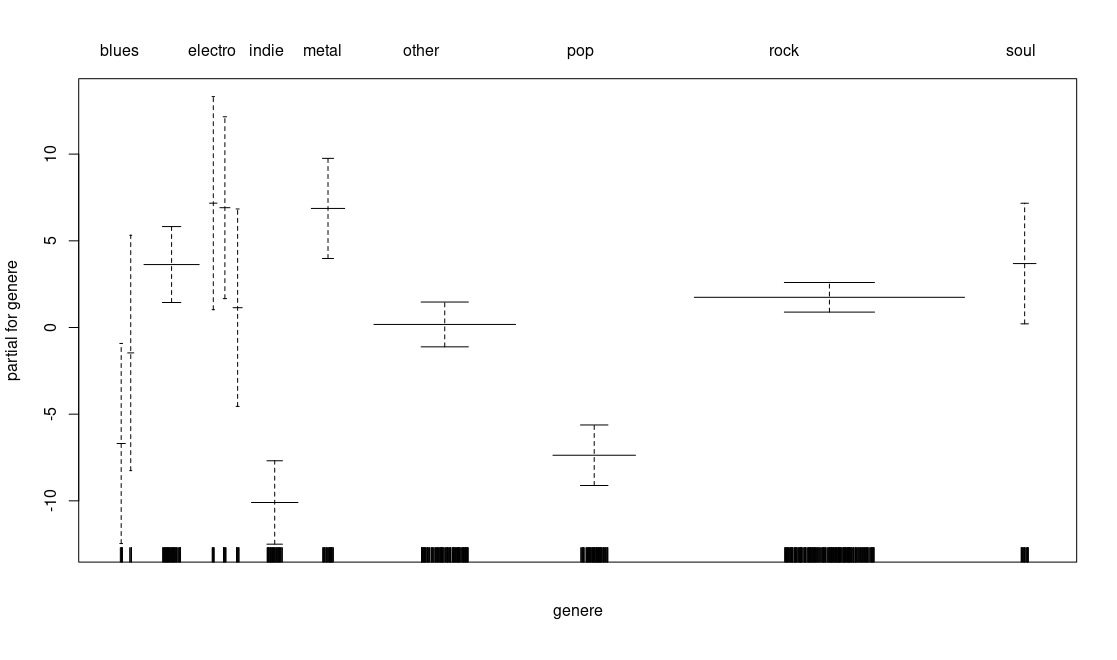 blues electro indie metal other pop rock soul
10
5
0
-5
-10
partial for genere
genere